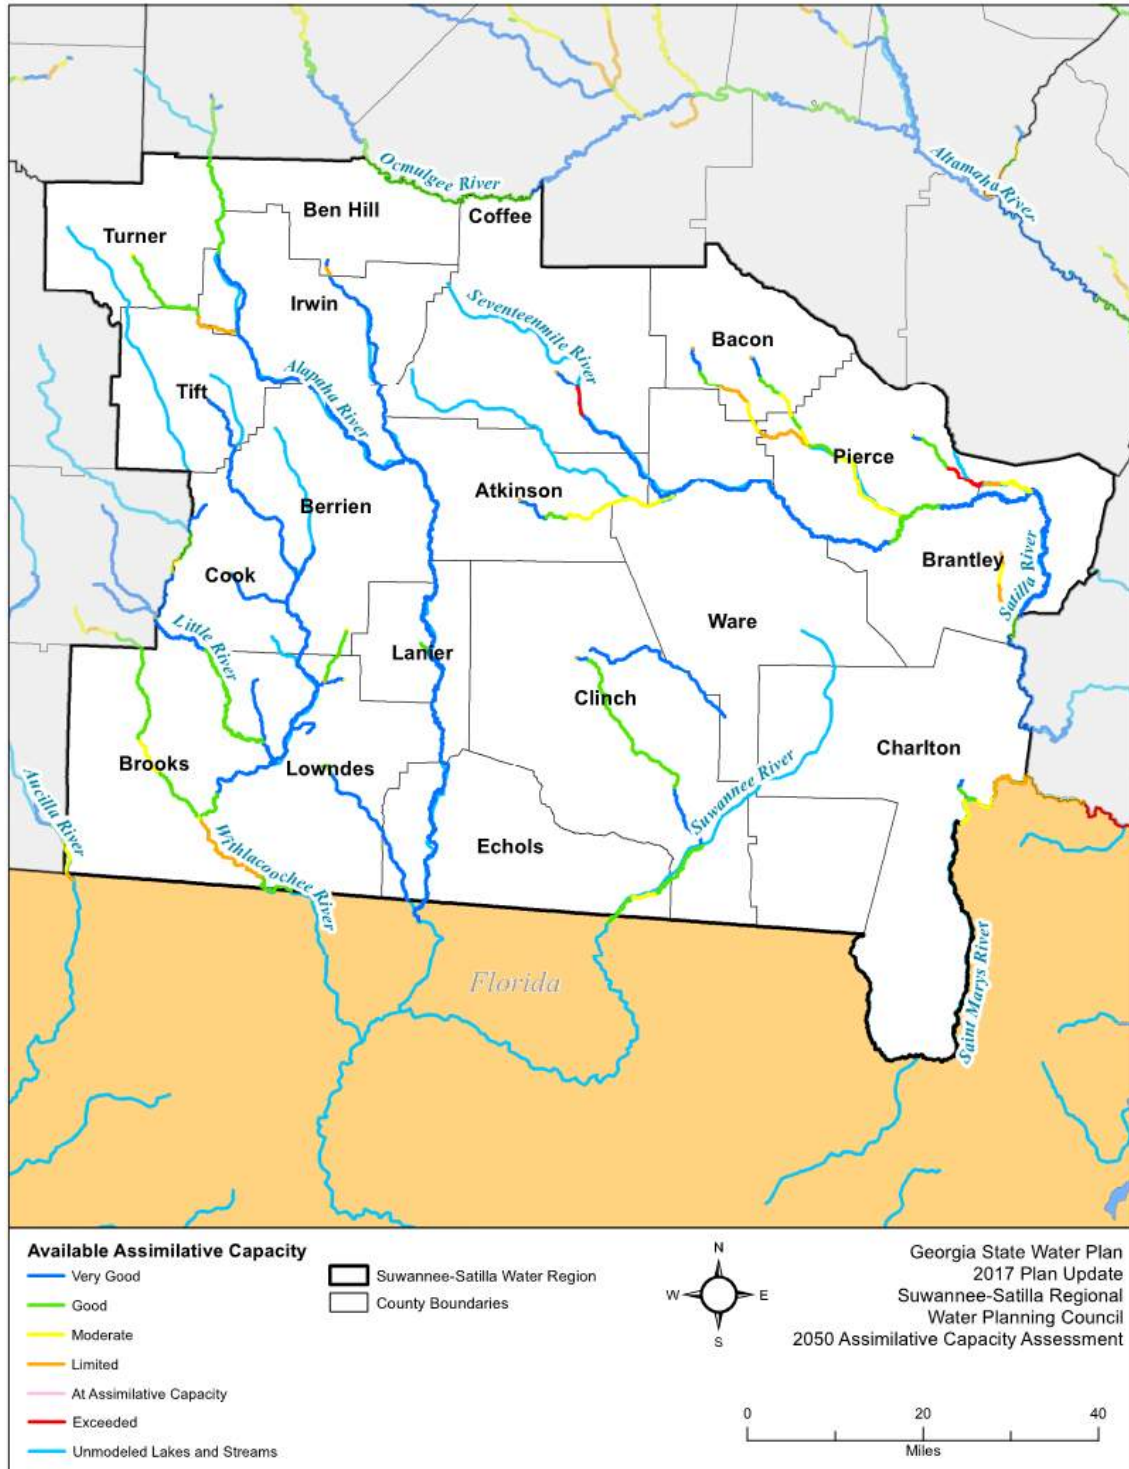 Ocmulgee River
Altamaha River
Ben Hill
Coffee
Turner
Irwin
Seventeenmile River
Bacon
Alapaha River
Tift
Pierce
Atkinson
Berrien
Brantley
Cook
Satilla River
Little River
Ware
Lanier
Clinch
Charlton
Brooks
Lowndes
Suwannee River
Aucilla River
Withlacoochee River
Echols
Florida
Saint Marys River
Available Assimilative Capacity
Very Good
Good
Moderate
Limited
At Assimilative Capacity
Exceeded
Unmodeled Lakes and Streams
Suwannee-Satilla Water Region
County Boundaries
N
W E
S
Georgia State Water Plan
2017 Plan Update
Suwannee-Satilla Regional
Water Planning Council
2050 Assimilative Capacity Assessment
0 20 40
Miles